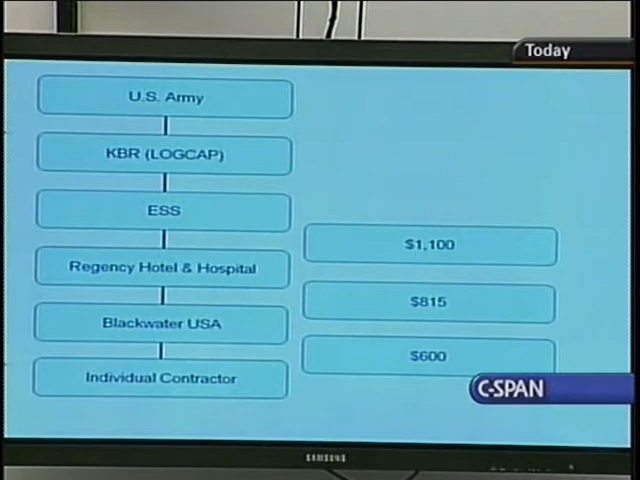 Today
U.S. Army
KBR (LOGCAP)
ESS
$1,100
Regency Hotel & Hospital
$815
Blackwater USA
$600
Individual Contractor
C-SPAN
SAMSUNG